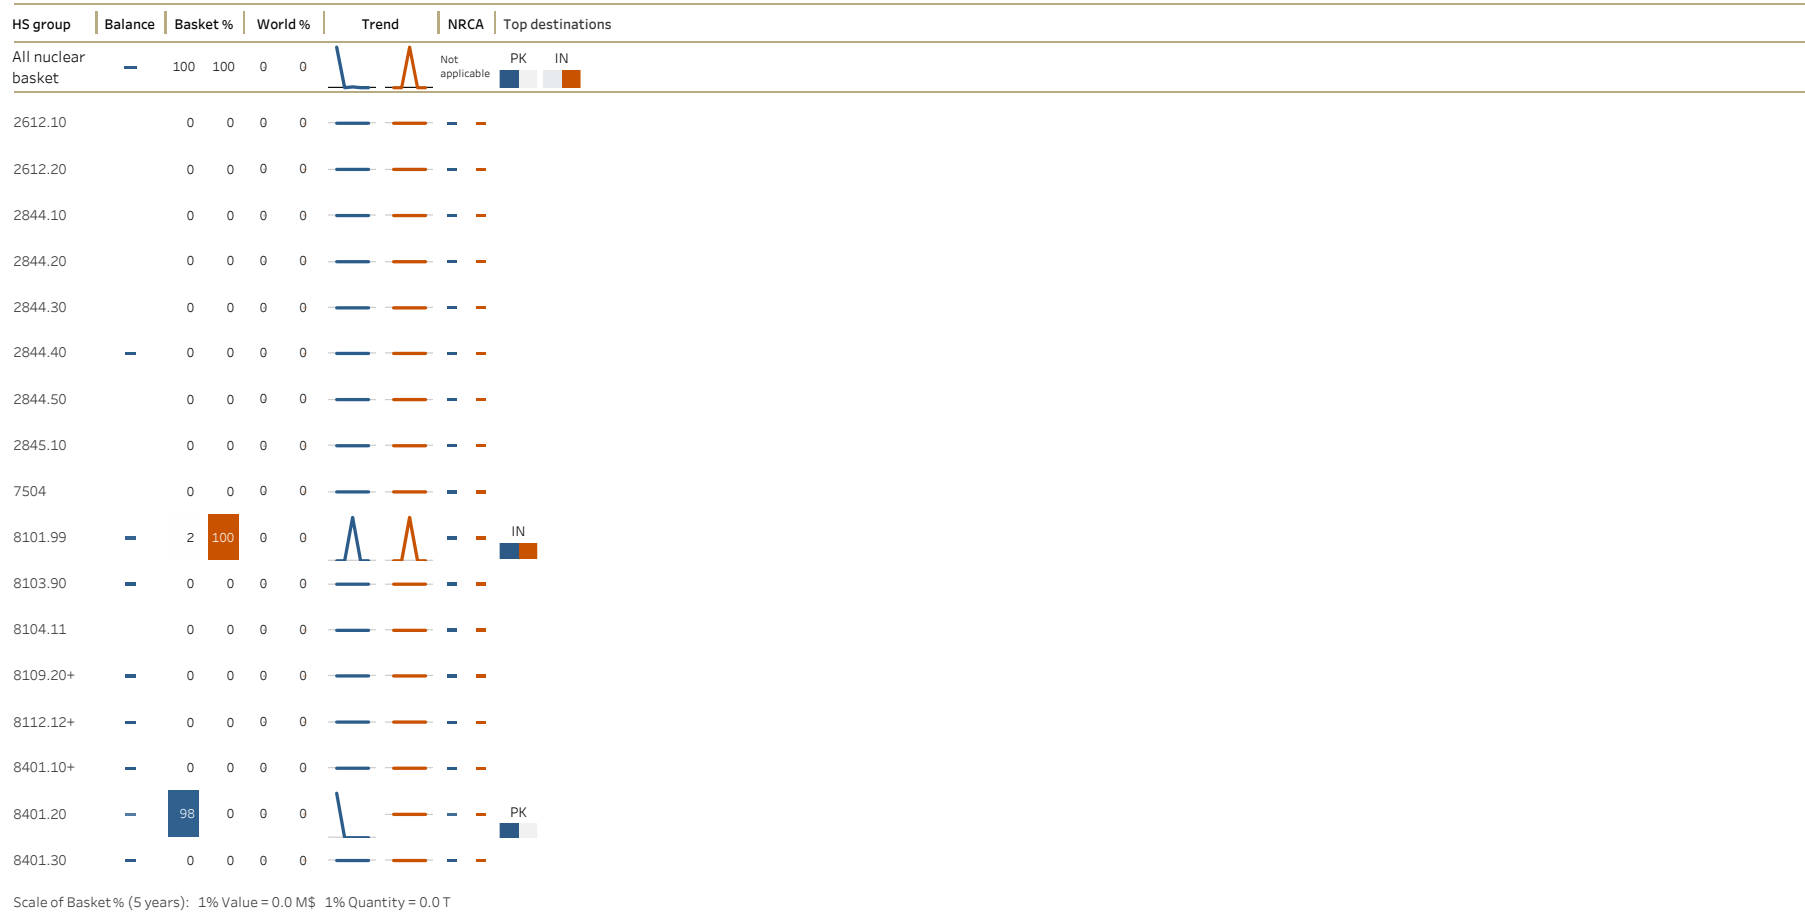 HS group Balance Basket % World % Trend NRCA Top destinations
All nuclear basket 100 100 0 0 Not applicable PK IN
2612.10 0 0 0 0
2612.20 0 0 0 0
2844.10 0 0 0 0
2844.20 0 0 0 0
2844.30 0 0 0 0
2844.40 0 0 0 0
2844.50 0 0 0 0
2845.10 0 0 0 0
7504 0 0 0 0
8101.99 2 100 0 0 IN
8103.90 0 0 0 0
8104.11 0 0 0 0
8109.20+ 0 0 0 0
8112.12+ 0 0 0 0
8401.10+ 0 0 0 0
8401.20 98 0 0 0 PK
8401.30 0 0 0 0
Scale of Basket% (5 years): 1% Value = 0.0 M$ 1% Quantity = 0.0 T